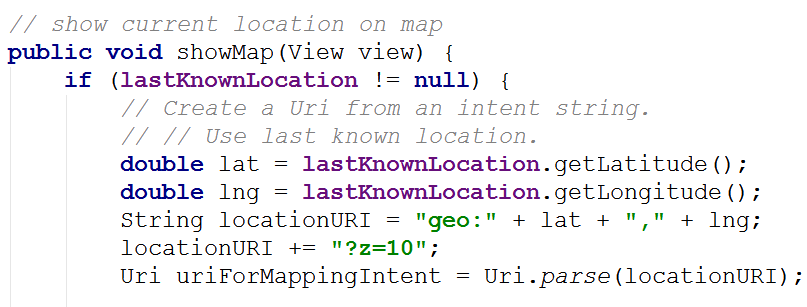 // show current location on map
public void showMap(View view) {
    if (lastKnownLocation != null) {
        // Create a Uri from an intent string.
        // // Use last known location.
        double lat = lastKnownLocation.getLatitude();
        double lng = lastKnownLocation.getLongitude();
        String locationURI = "geo:" + lat + "," + lng;
        locationURI += "?z=10";
        Uri uriForMappingIntent = Uri.parse(locationURI);